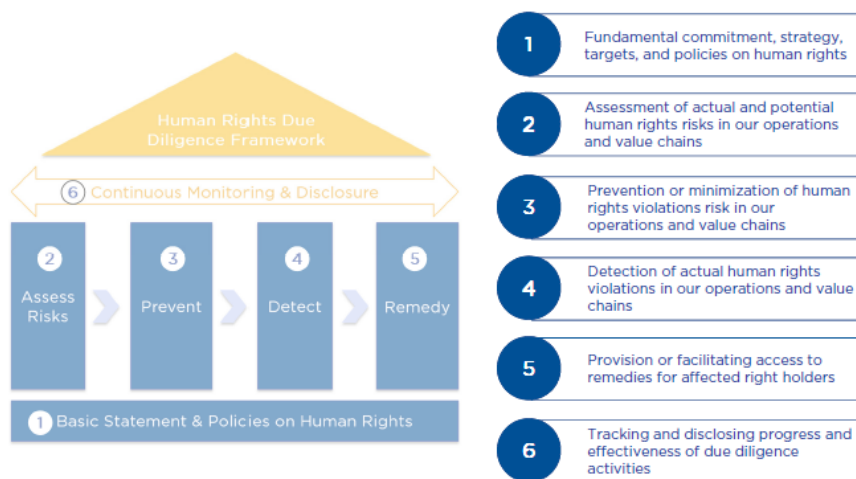 Human Rights Due
Diligence Framework
6 Continuous Monitoring & Disclosure
2
Assess
Risks
3
Prevent
4
Detect
5
Remedy
1 Basic Statement & Policies on Human Rights
1
Fundamental commitment, strategy,
targets, and policies on human rights
2
Assessment of actual and potential
human rights risks in our operations
and value chains
3
Prevention or minimization of human
rights violations risk in our
operations and value chains
4
Detection of actual human rights
violations in our operations and value
chains
5
Provision or facilitating access to
remedies for affected right holders
6
Tracking and disclosing progress and
effectiveness of due diligence
activities